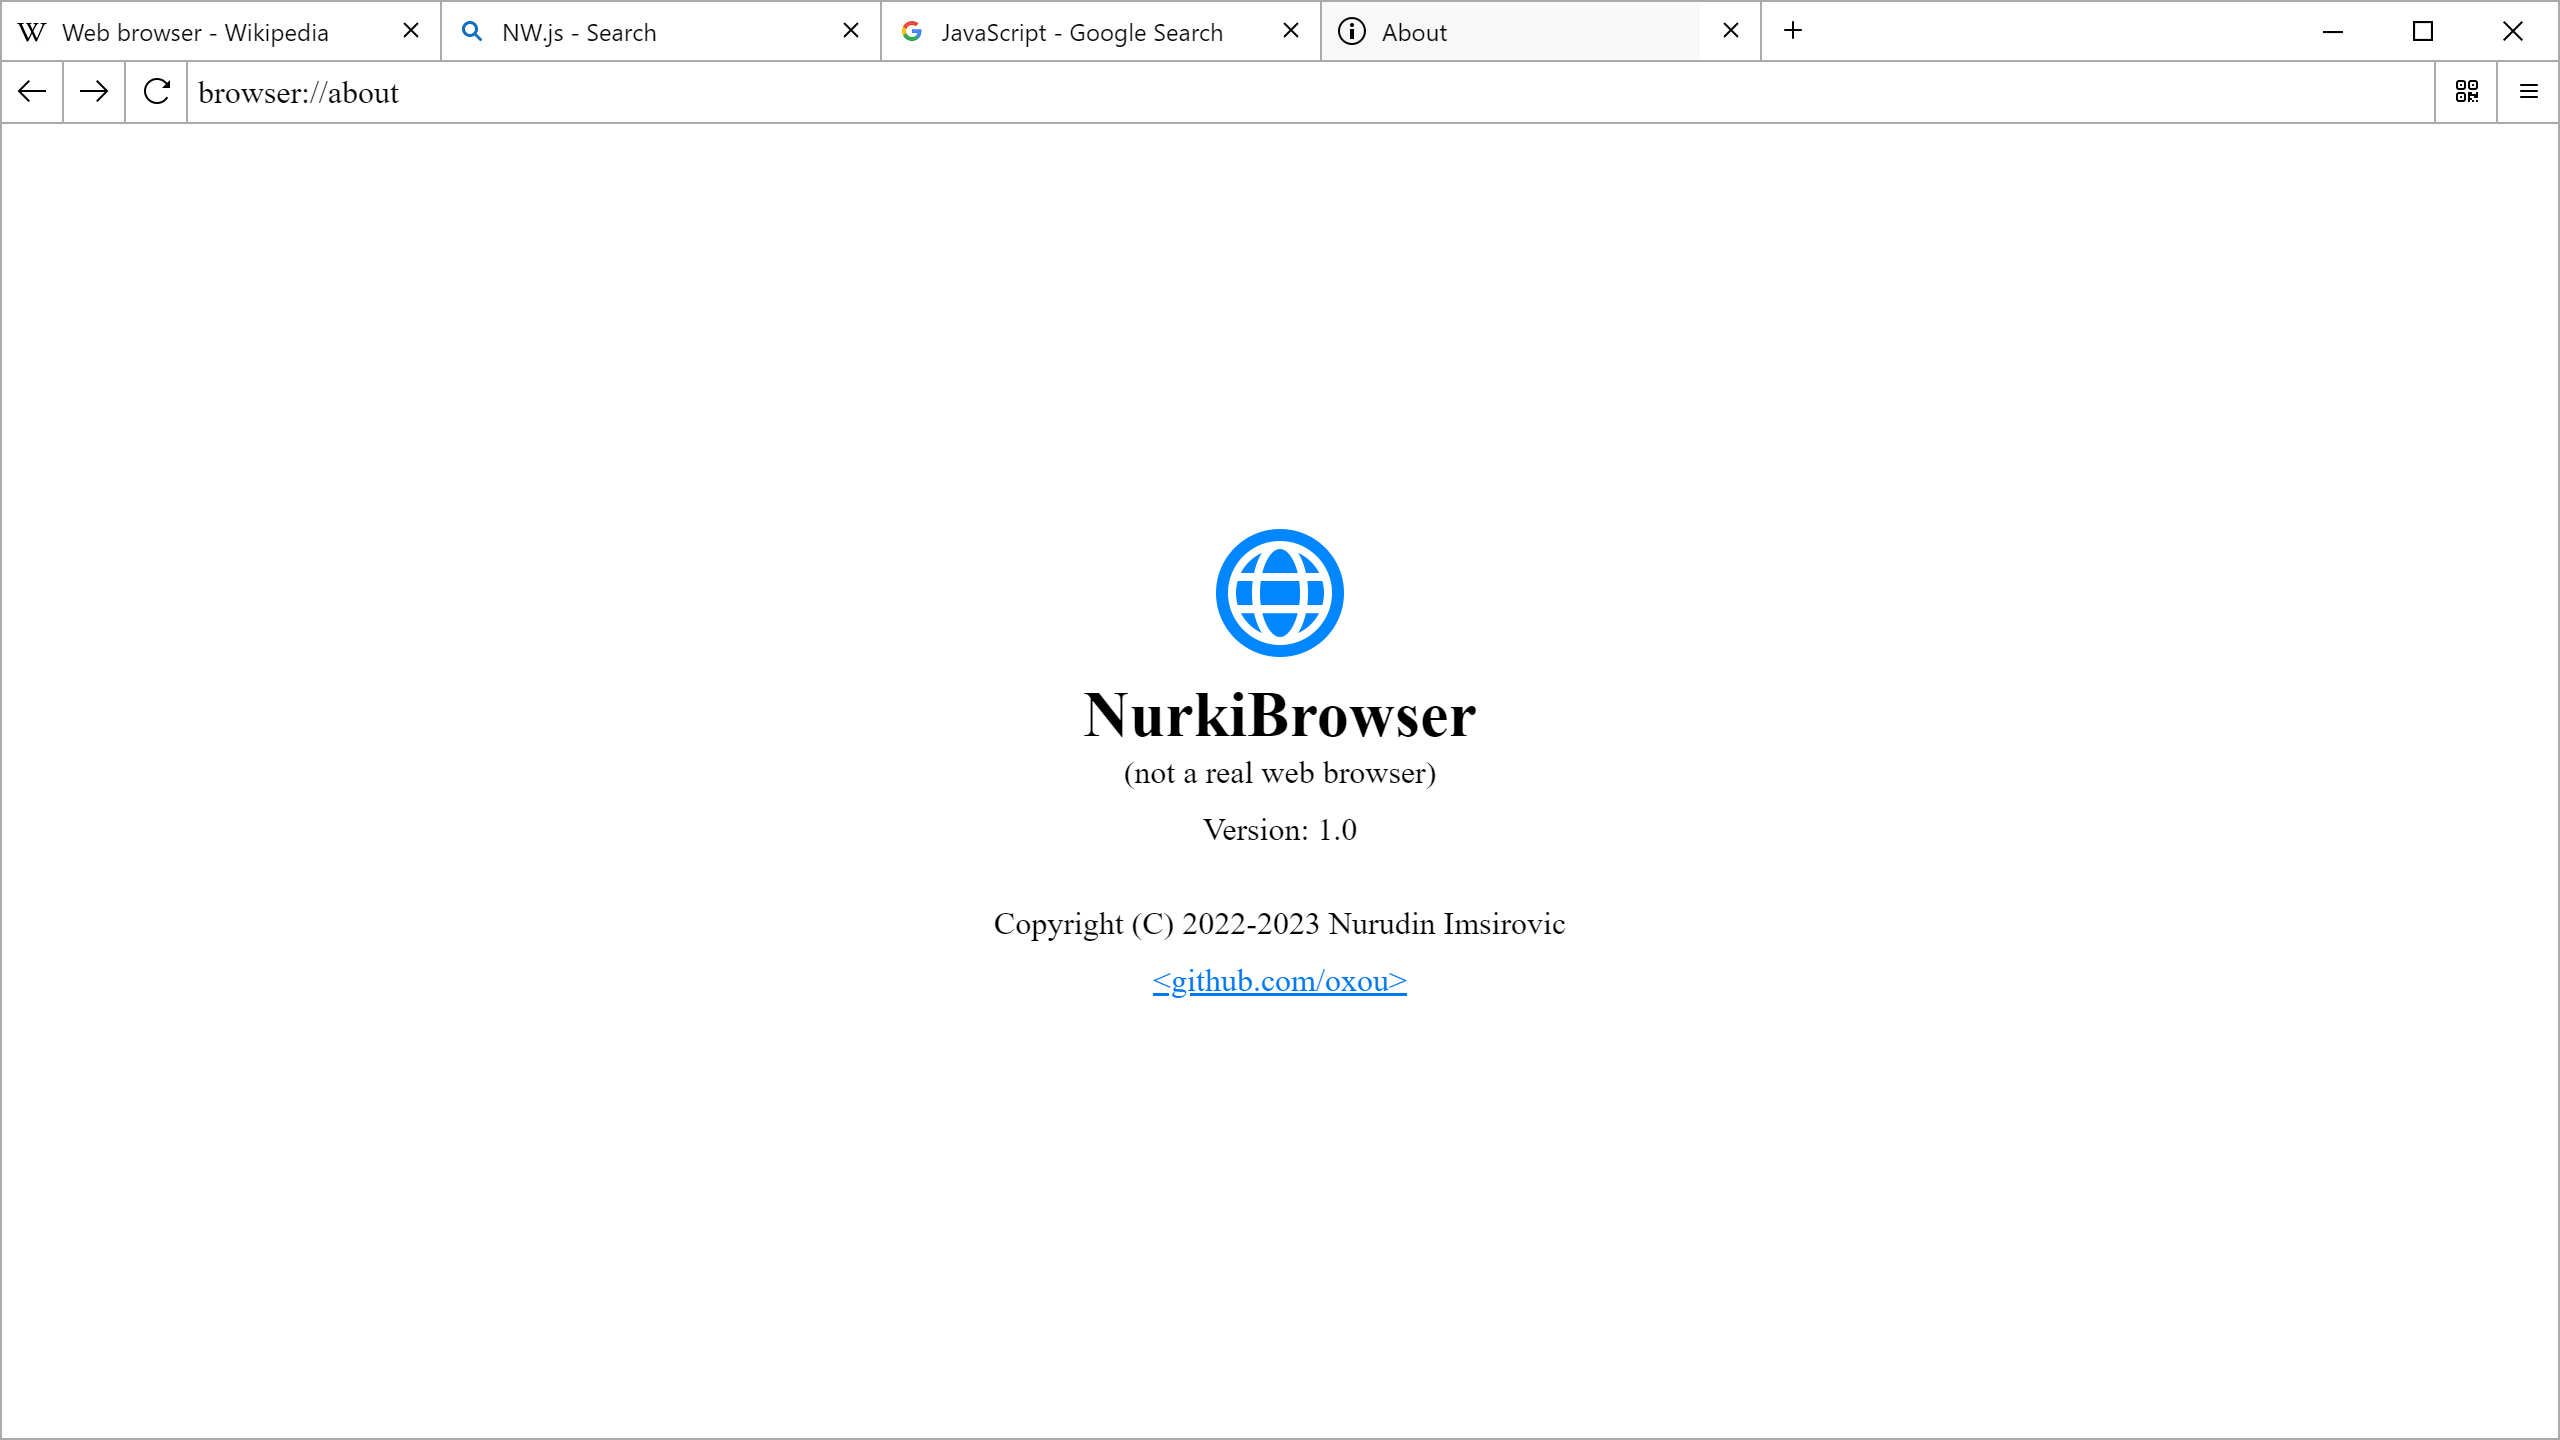 Web browser - Wikipedia
NW.js - Search
JavaScript - Google Search
About
browser://about
NurkiBrowser
(not a real web browser)
Version: 1.0
Copyright (C) 2022-2023 Nurudin Imsirovic
<github.com/oxou>